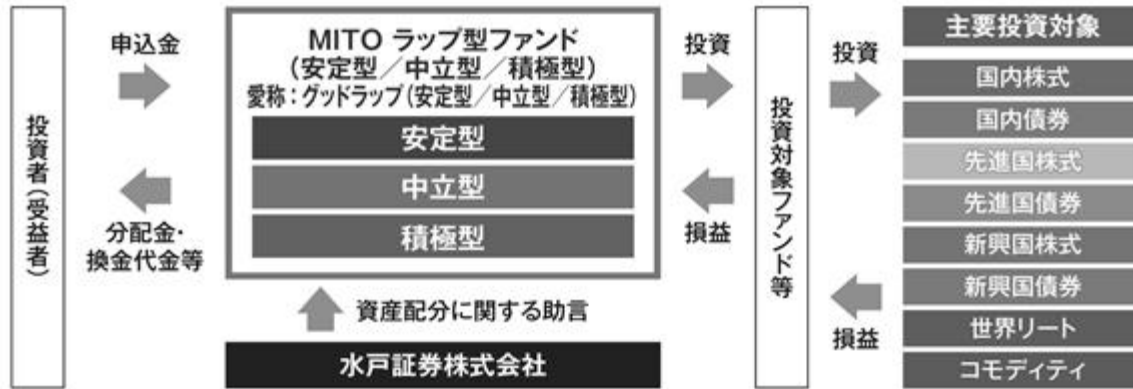 投資者（受益者）
申込金
分配金・
換金代金等
MITO ラップ型ファンド
（安定型／中立型／積極型）
愛称：グッドラップ（安定型／中立型／積極型）
安定型
中立型
積極型
資産配分に関する助言
水戸証券株式会社
投資
損益
投資対象ファンド等
投資
損益
主要投資対象
国内株式
国内債券
先進国株式
先進国債券
新興国株式
新興国債券
世界リート
コモディティ